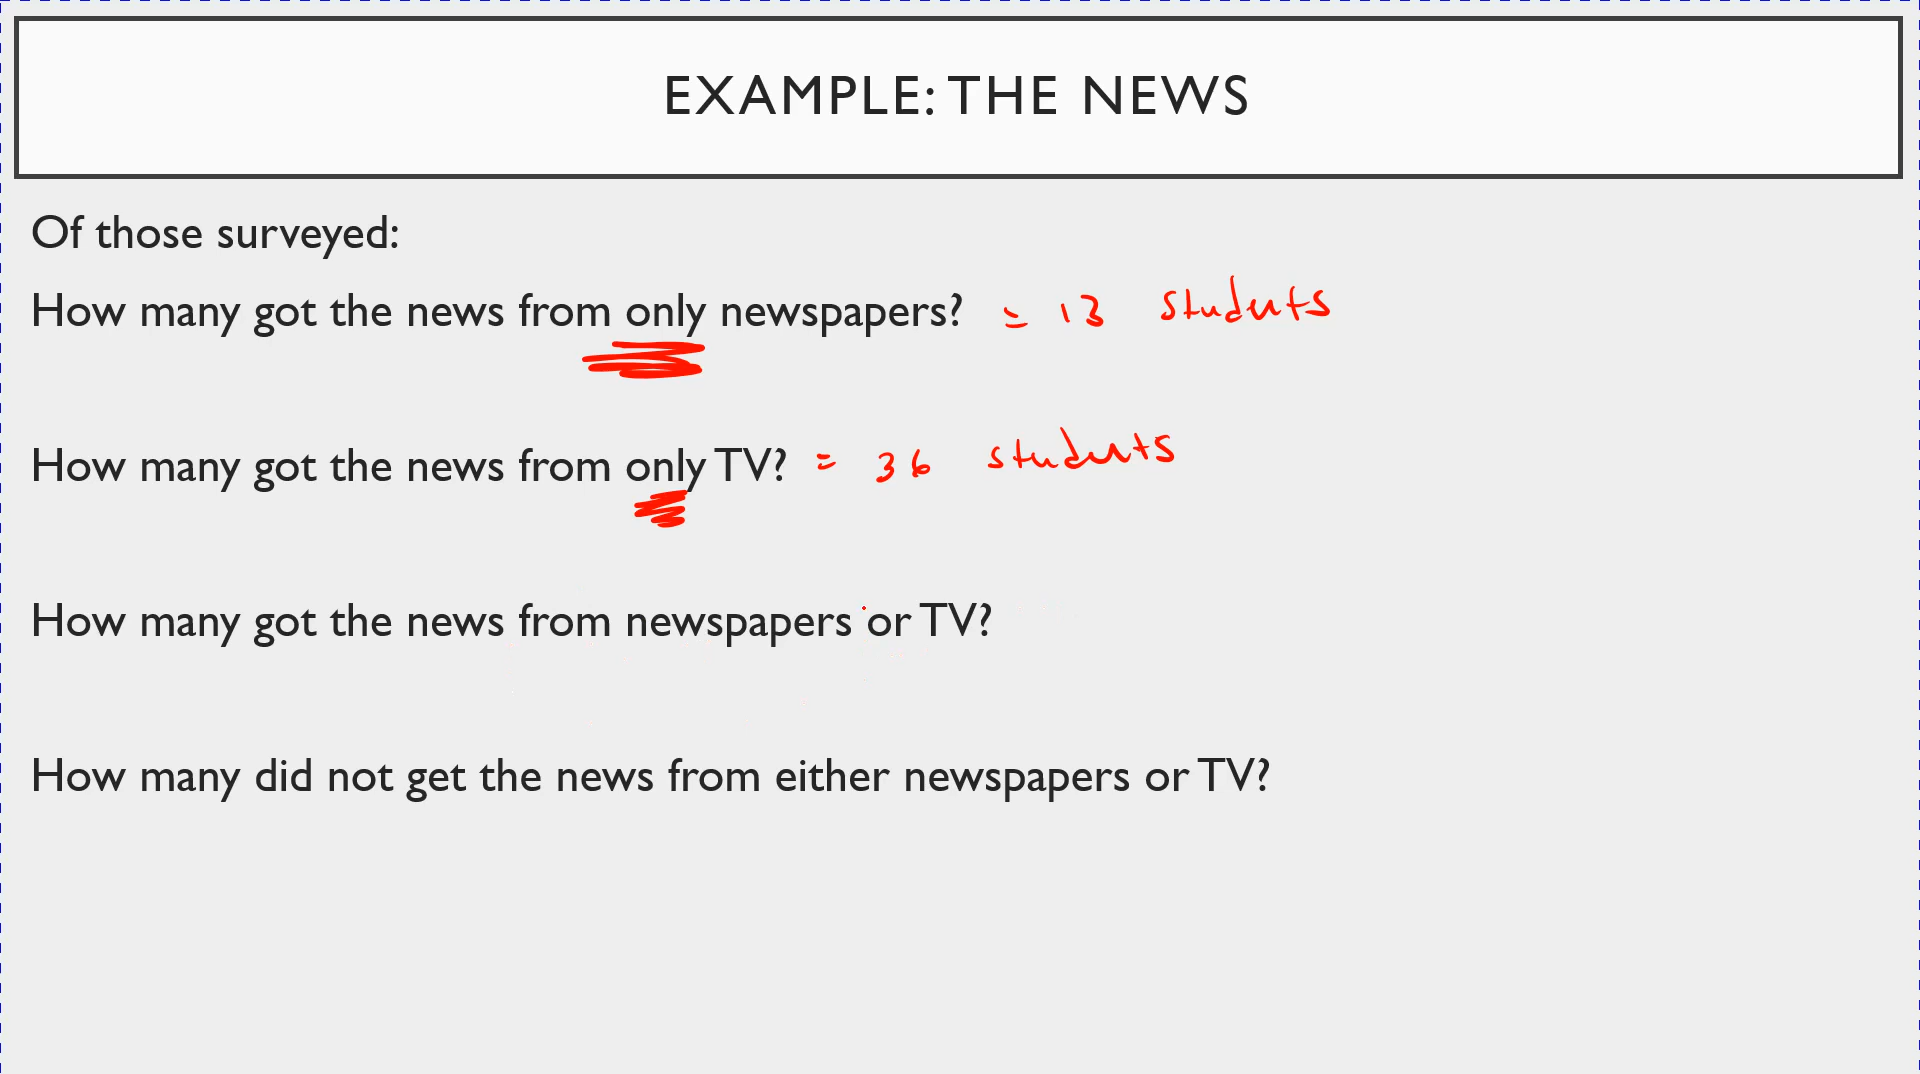 EXAMPLE: THE NEWS
Of those surveyed:
How many got the news from only newspapers? = 13 students
How many got the news from only TV? = 36 students
How many got the news from newspapers or TV?
How many did not get the news from either newspapers or TV?